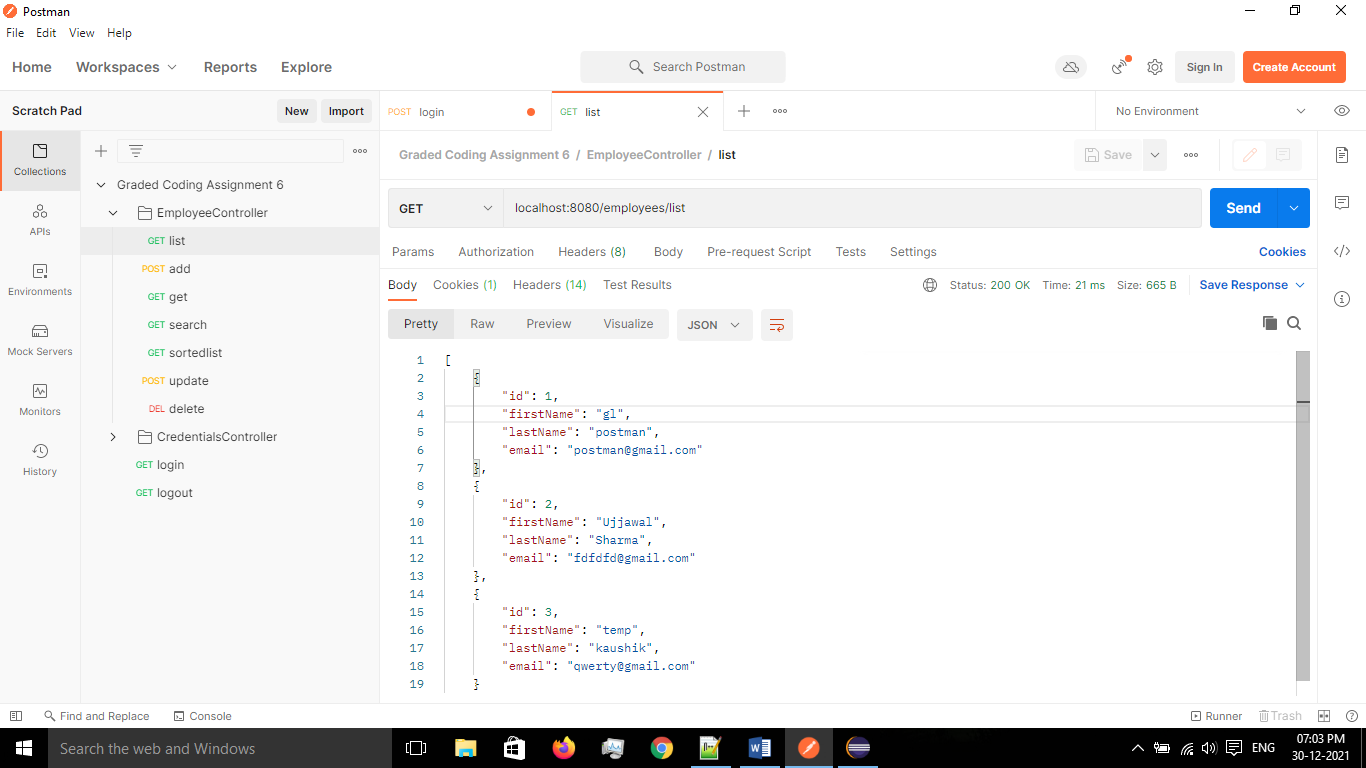 Postman
File Edit View Help
Home Workspaces Reports Explore Search Postman Sign In Create Account
Scratch Pad New Import
POST login GET list No Environment
Collections
APIs
Environments
Mock Servers
Monitors
History
Graded Coding Assignment 6
EmployeeController
GET list
POST add
GET get
GET search
GET sortedlist
POST update
DEL delete
CredentialsController
GET login
GET logout
Graded Coding Assignment 6 / EmployeeController / list Save
GET localhost:8080/employees/list Send
Params Authorization Headers (8) Body Pre-request Script Tests Settings Cookies
Body Cookies (1) Headers (14) Test Results Status: 200 OK Time: 21 ms Size: 665 B Save Response
Pretty Raw Preview Visualize JSON
1 [
2 {
3 "id": 1,
4 "firstName": "gl",
5 "lastName": "postman",
6 "email": "postman@gmail.com"
7 },
8 {
9 "id": 2,
10 "firstName": "Ujjawal",
11 "lastName": "Sharma",
12 "email": "fdfdfd@gmail.com"
13 },
14 {
15 "id": 3,
16 "firstName": "temp",
17 "lastName": "kaushik",
18 "email": "qwerty@gmail.com"
19 }
Find and Replace Console Runner Trash
Search the web and Windows ENG 07:03 PM
30-12-2021